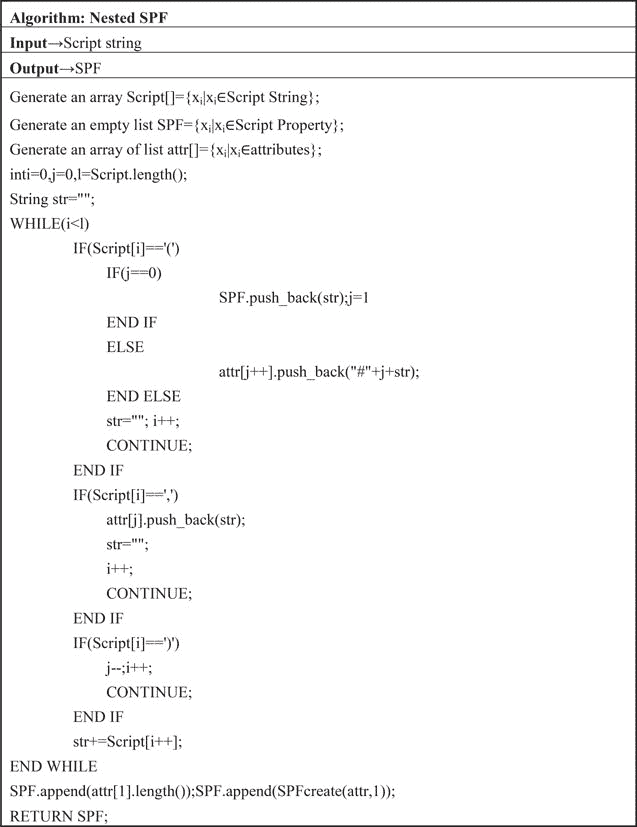 Algorithm: Nested SPF
Input→Script string
Output→SPF
Generate an array Script[]={xᵢ|xᵢ∈Script String};
Generate an empty list SPF={xᵢ|xᵢ∈Script Property};
Generate an array of list attr[]={xᵢ|xᵢ∈attributes};
inti=0,j=0,l=Script.length();
String str="";
WHILE(i<l)
IF(Script[i]=='(')
IF(j==0)
SPF.push_back(str);j=1
END IF
ELSE
attr[j++].push_back("#"+j+str);
END ELSE
str=""; i++;
CONTINUE;
END IF
IF(Script[i]==',')
attr[j].push_back(str);
str="";
i++;
CONTINUE;
END IF
IF(Script[i]==')')
j--;i++;
CONTINUE;
END IF
str+=Script[i++];
END WHILE
SPF.append(attr[1].length());SPF.append(SPFcreate(attr,1));
RETURN SPF;